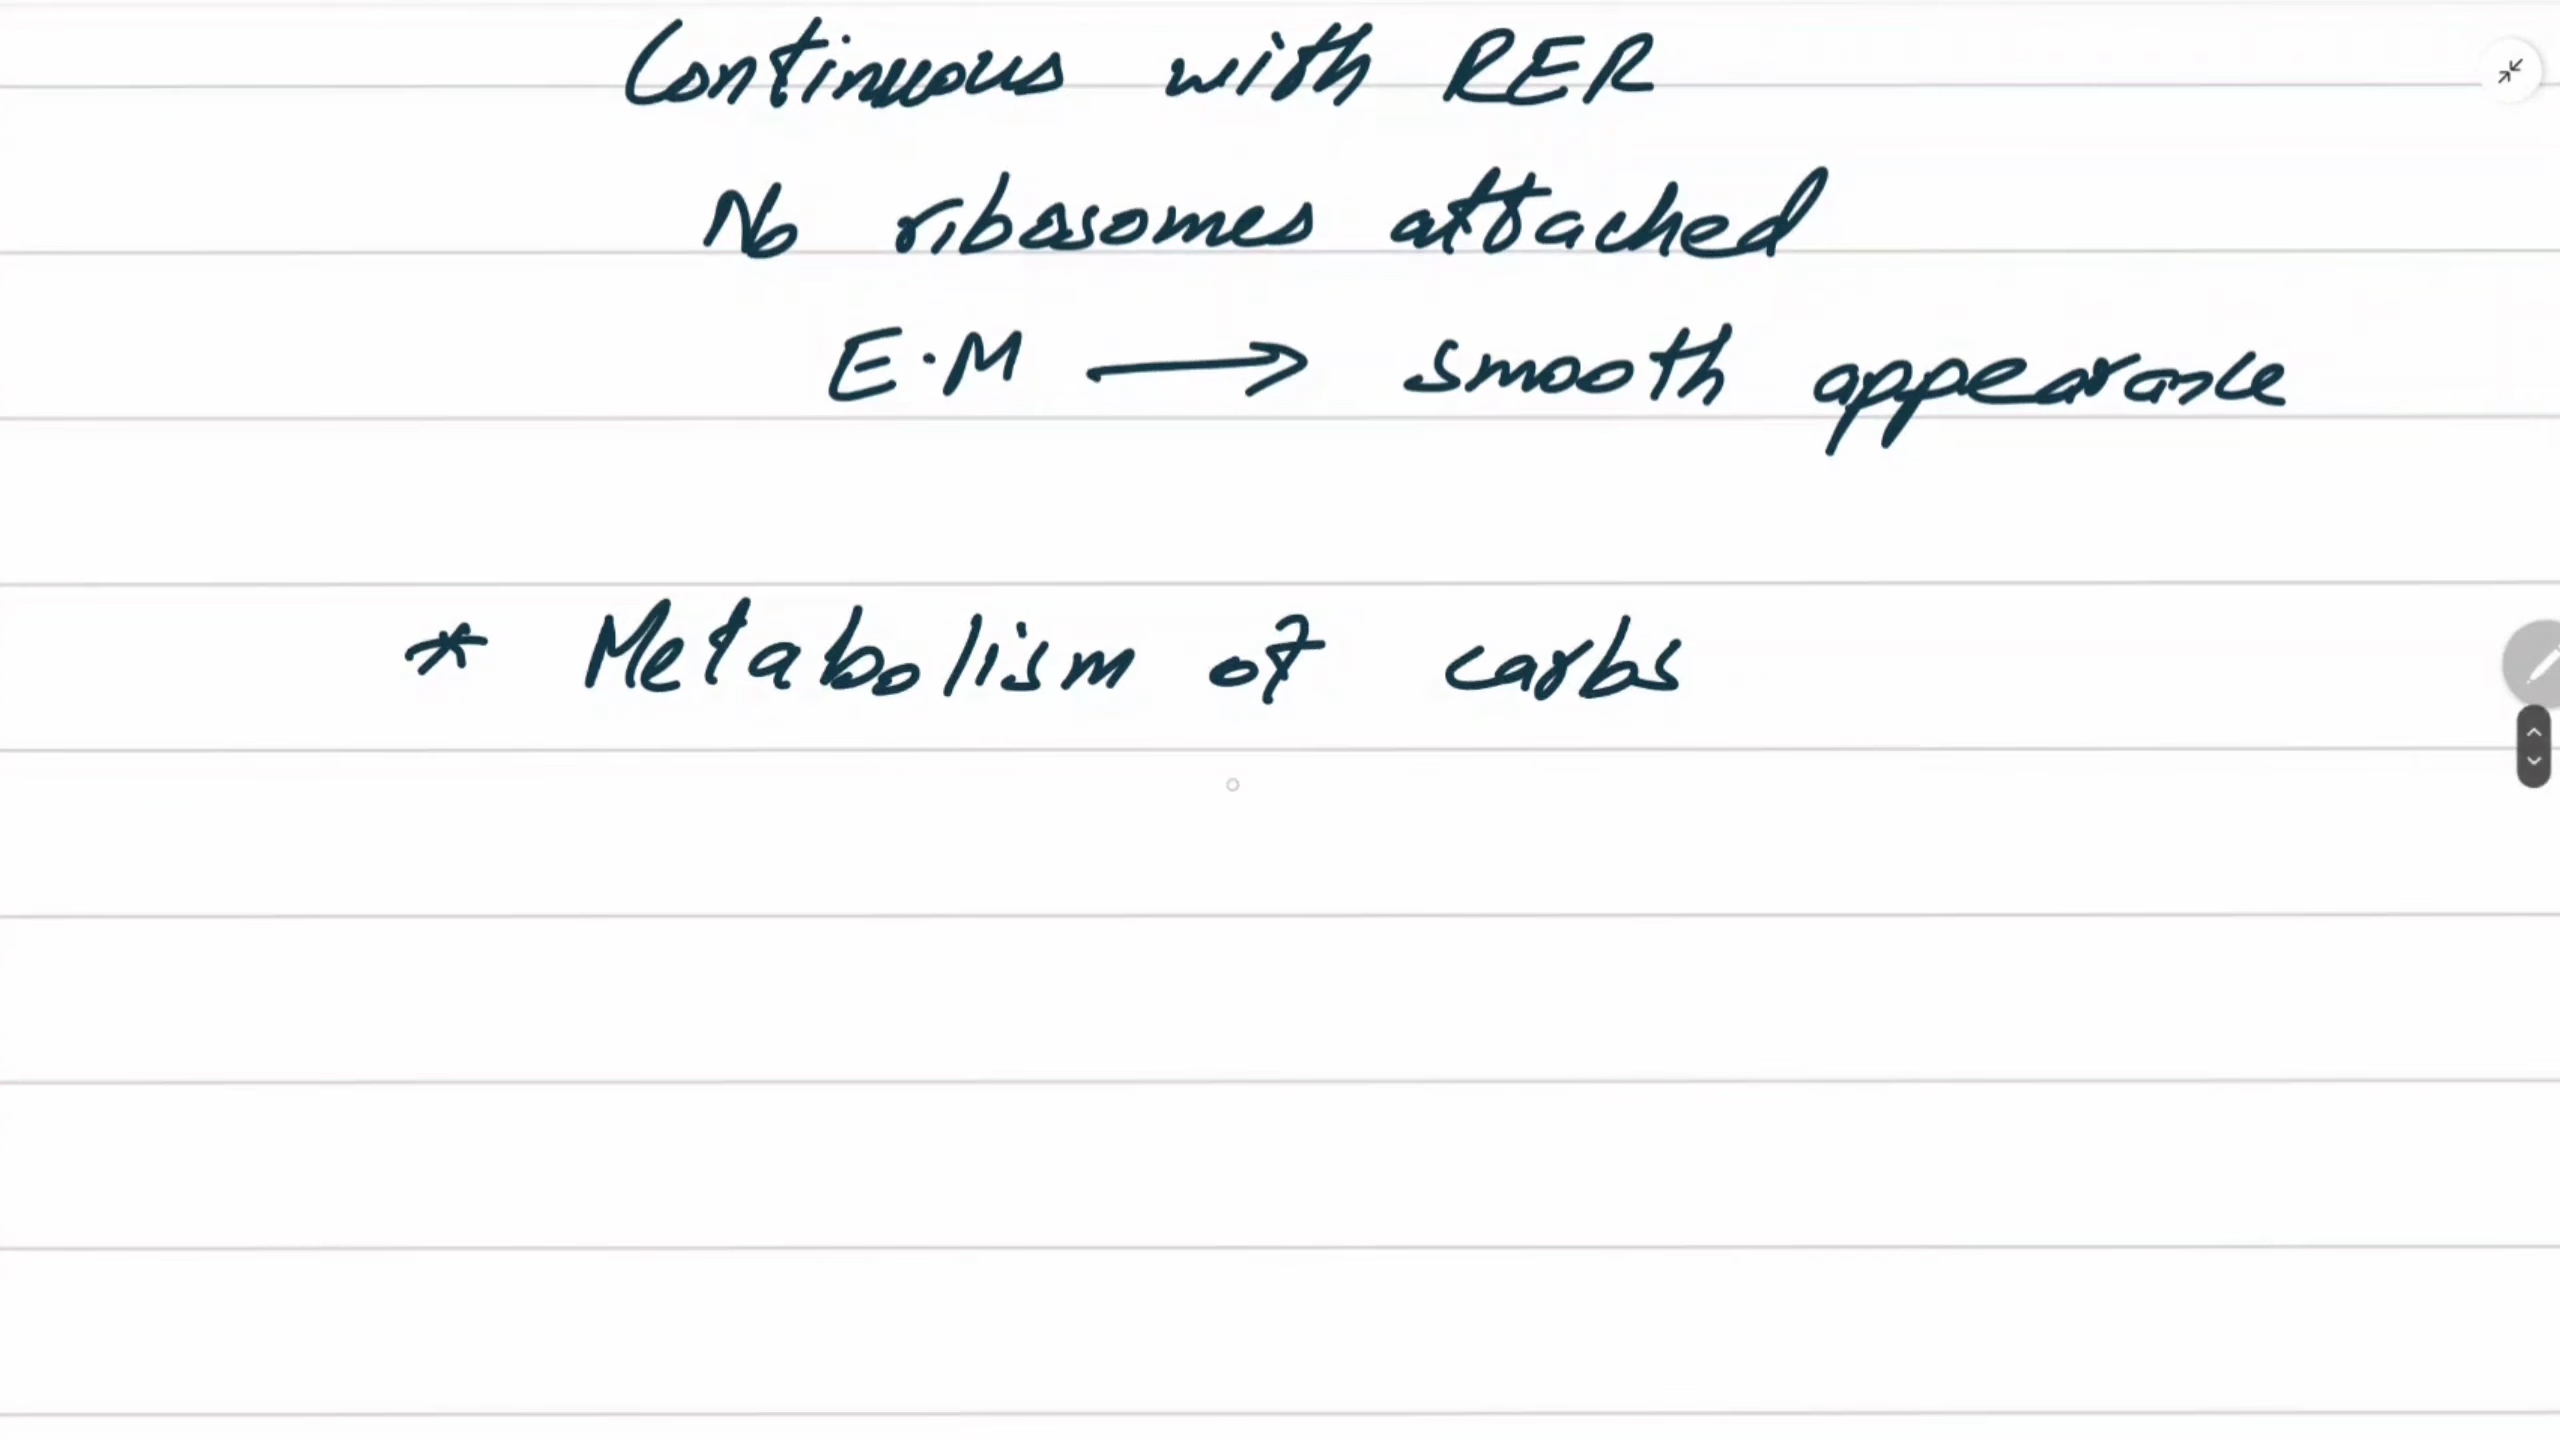 Continuous with RER
No ribosomes attached
E.M → smooth appearance
* Metabolism of carbs